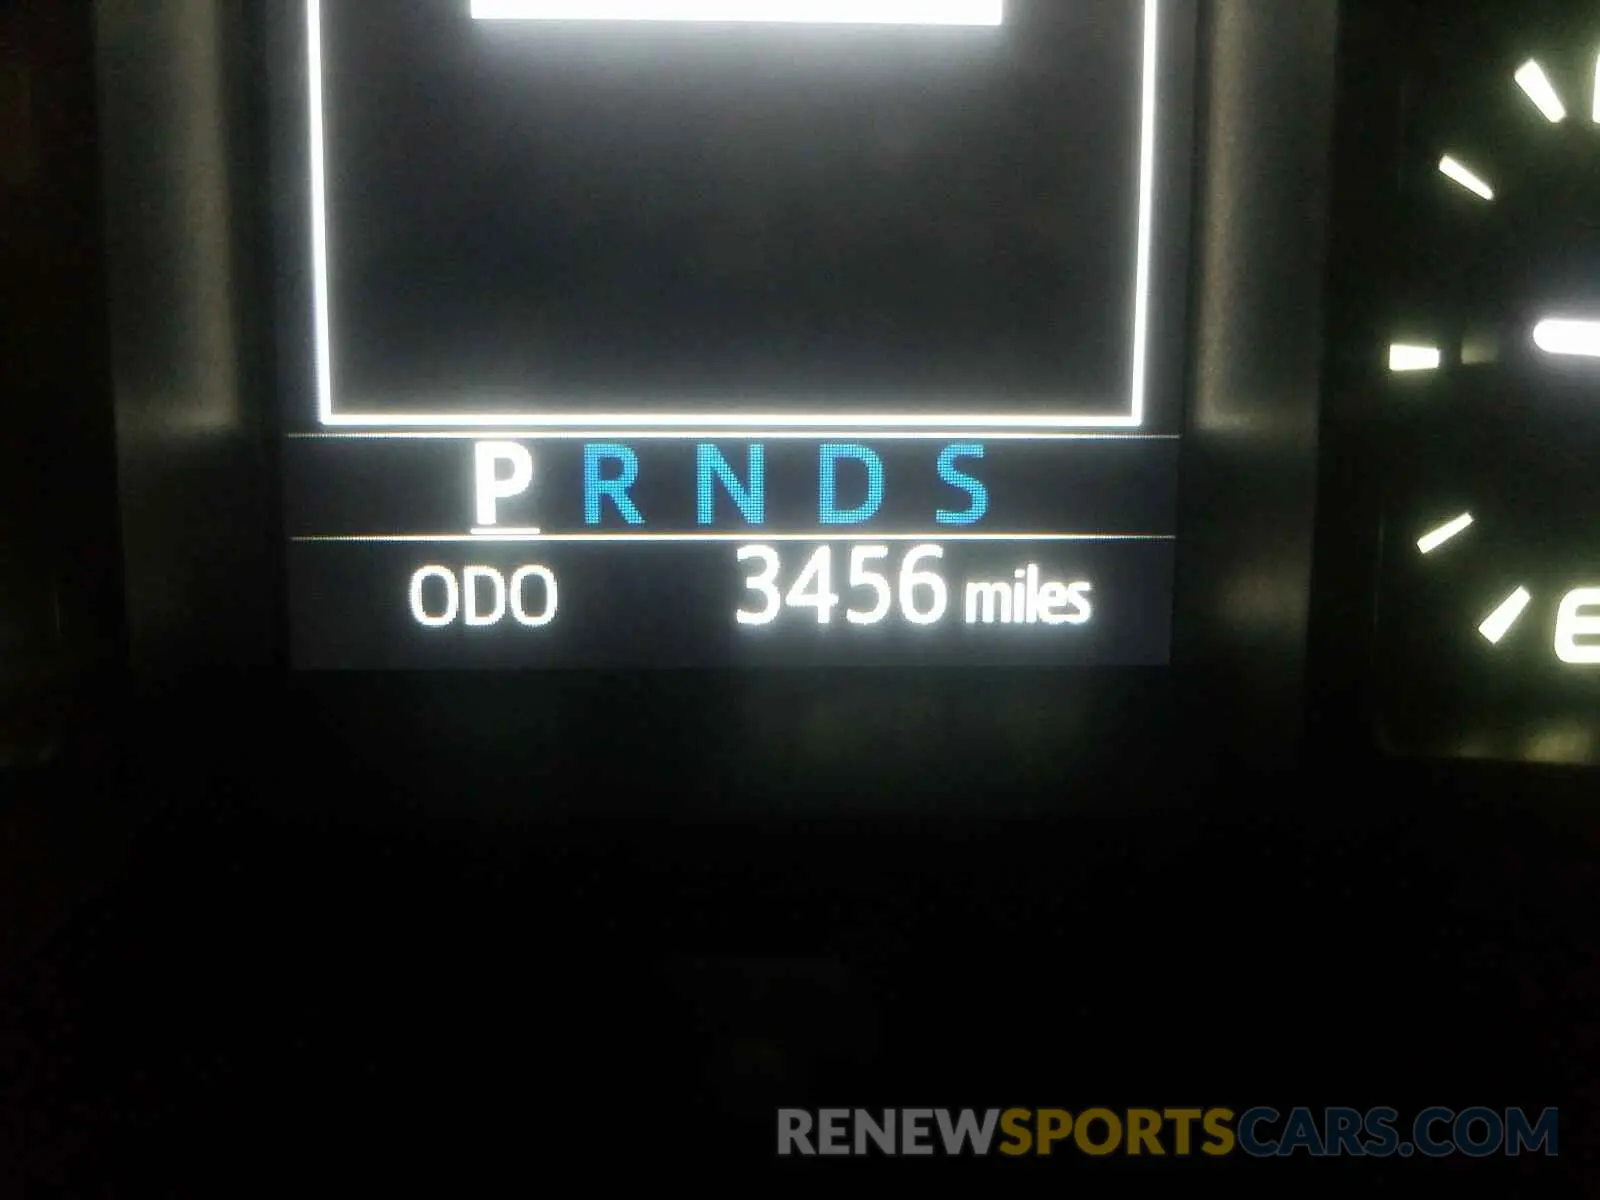 P R N D S
ODO 3456 miles
E
RENEWSPORTSCARS.COM